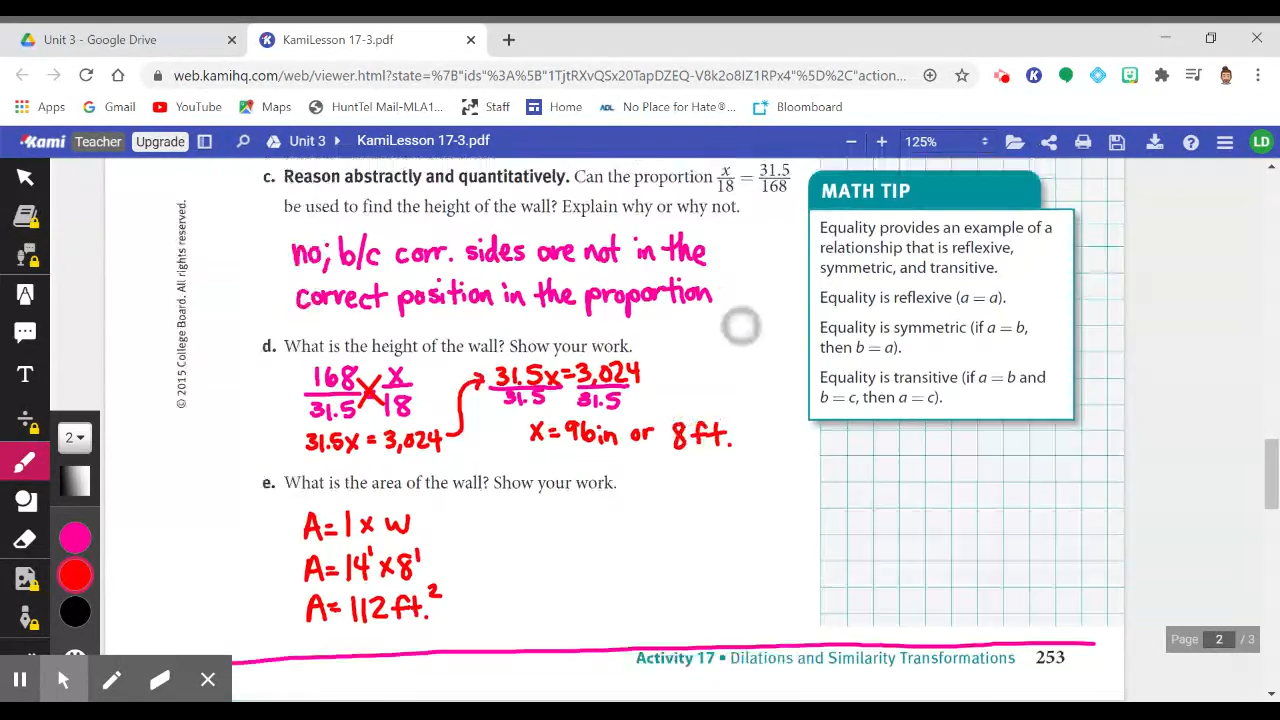 Unit 3 - Google Drive
KamiLesson 17-3.pdf
web.kamihq.com/web/viewer.html?state=%7B"ids"%3A%5B"1TjtRXvQSx20TapDZEQ-V8k2o8IZ1RPx4"%5D%2C"action...
Apps
Gmail
YouTube
Maps
HuntTel Mail-MLA1...
Staff
Home
ADL No Place for Hate®...
Bloomboard
Kami Teacher Upgrade
Unit 3
KamiLesson 17-3.pdf
125%
LD
c. Reason abstractly and quantitatively. Can the proportion x/18 = 31.5/168
be used to find the height of the wall? Explain why or why not.
no; b/c corr. sides are not in the
correct position in the proportion
d. What is the height of the wall? Show your work.
168/31.5 x/18
31.5x = 3,024
31.5x = 3,024
31.5 31.5
x = 96in or 8ft.
e. What is the area of the wall? Show your work.
A = l x w
A = 14' x 8'
A = 112 ft.²
© 2015 College Board. All rights reserved.
MATH TIP
Equality provides an example of a
relationship that is reflexive,
symmetric, and transitive.
Equality is reflexive (a = a).
Equality is symmetric (if a = b,
then b = a).
Equality is transitive (if a = b and
b = c, then a = c).
2
Page 2 / 3
Activity 17 • Dilations and Similarity Transformations 253